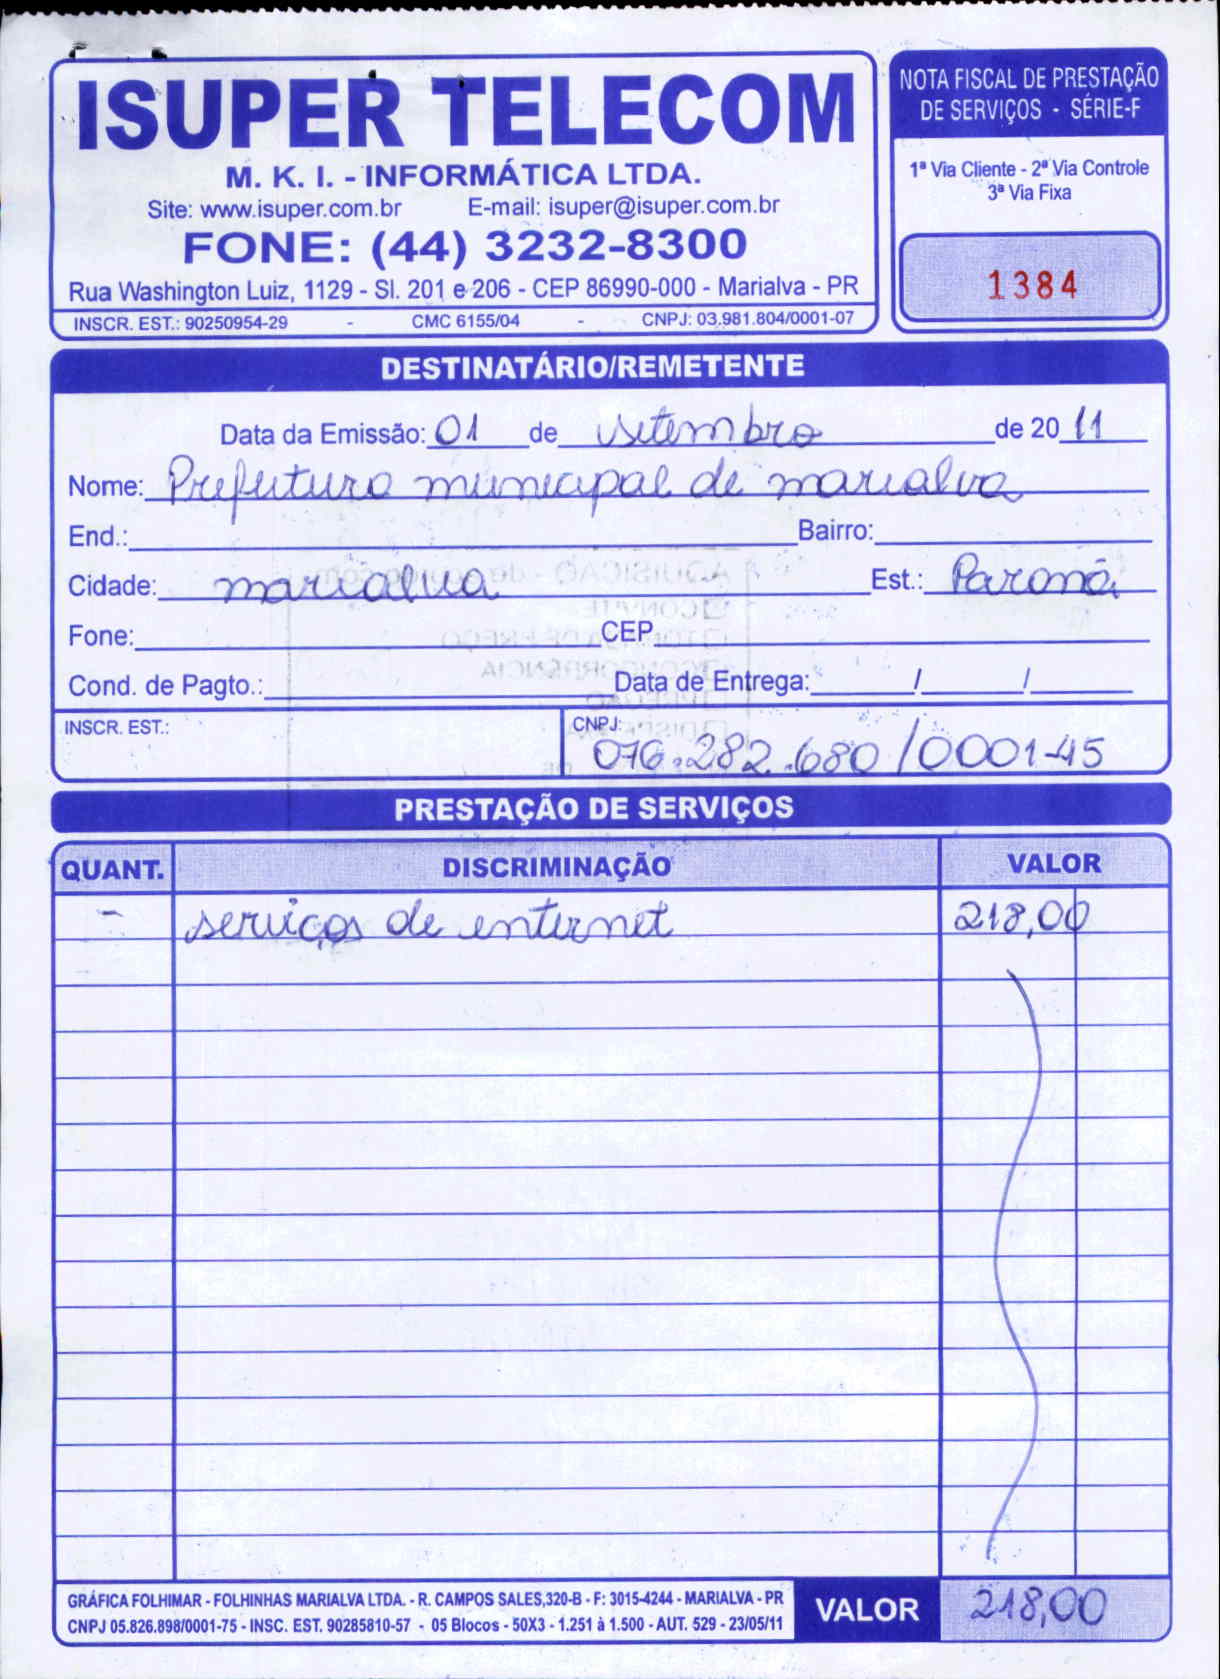 ISUPER TELECOM
M. K. I. - INFORMÁTICA LTDA.
Site: www.isuper.com.br E-mail: isuper@isuper.com.br
FONE: (44) 3232-8300
Rua Washington Luiz, 1129 - Sl. 201 e 206 - CEP 86990-000 - Marialva - PR
INSCR. EST.: 90250954-29 - CMC 6155/04 - CNPJ: 03.981.804/0001-07
NOTA FISCAL DE PRESTAÇÃO
DE SERVIÇOS - SÉRIE-F
1ª Via Cliente - 2ª Via Controle
3ª Via Fixa
1384
DESTINATÁRIO/REMETENTE
Data da Emissão: 01 de setembro de 20 11
Nome: Prefeitura municipal de marialva
End.: Bairro:
Cidade: marialva Est.: Paraná
Fone: CEP
Cond. de Pagto.: Data de Entrega: / /
INSCR. EST.: CNPJ:
076.282.680/0001-45
PRESTAÇÃO DE SERVIÇOS
QUANT. DISCRIMINAÇÃO VALOR
- serviços de internet 218,00
GRÁFICA FOLHIMAR - FOLHINHAS MARIALVA LTDA. - R. CAMPOS SALES,320-B - F: 3015-4244 - MARIALVA - PR
CNPJ 05.826.898/0001-75 - INSC. EST. 90285810-57 - 05 Blocos - 50X3 - 1.251 à 1.500 - AUT. 529 - 23/05/11
VALOR 218,00